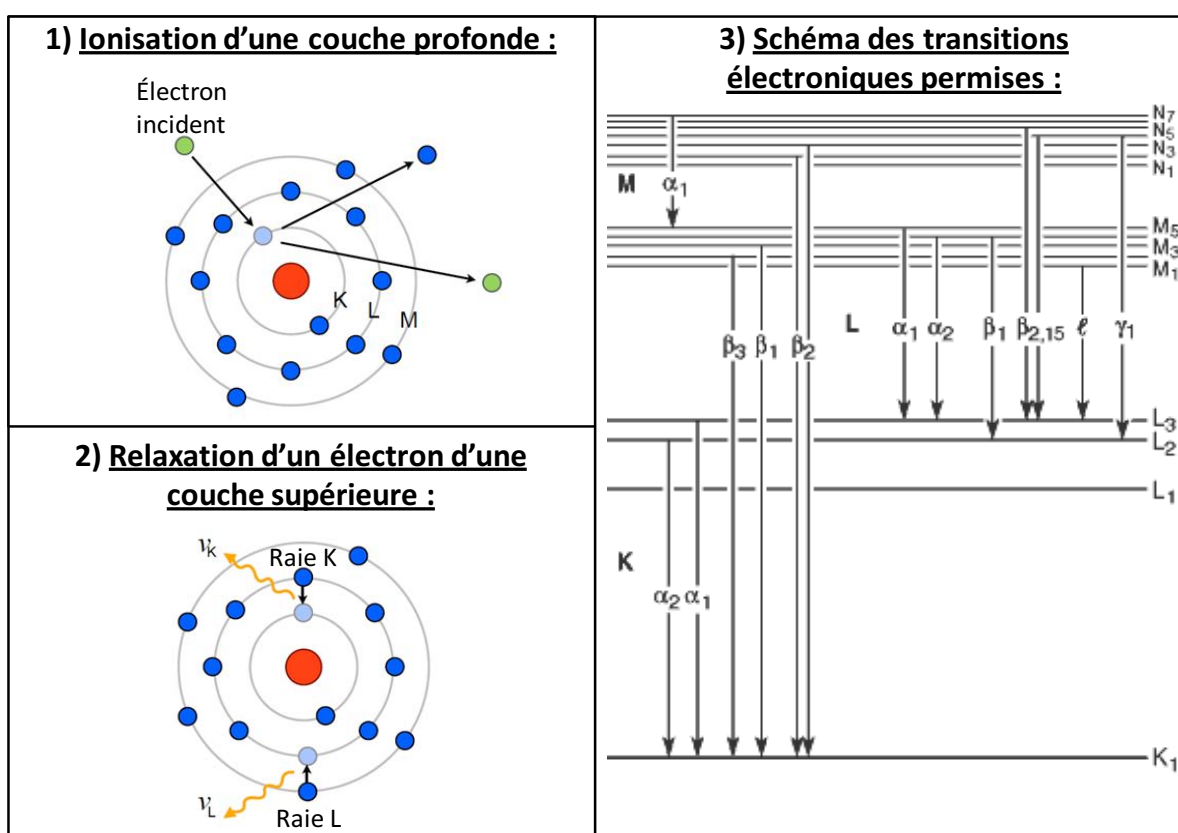 1) Ionisation d’une couche profonde :
Électron
incident
K
L
M
2) Relaxation d’un électron d’une
couche supérieure :
νK
Raie K
νL
Raie L
3) Schéma des transitions
électroniques permises :
N7
N5
N3
N1
M α1
M5
M3
M1
L α1 α2 β1 β2,15 ℓ γ1
β3 β1 β2
L3
L2
L1
K
α2 α1
K1